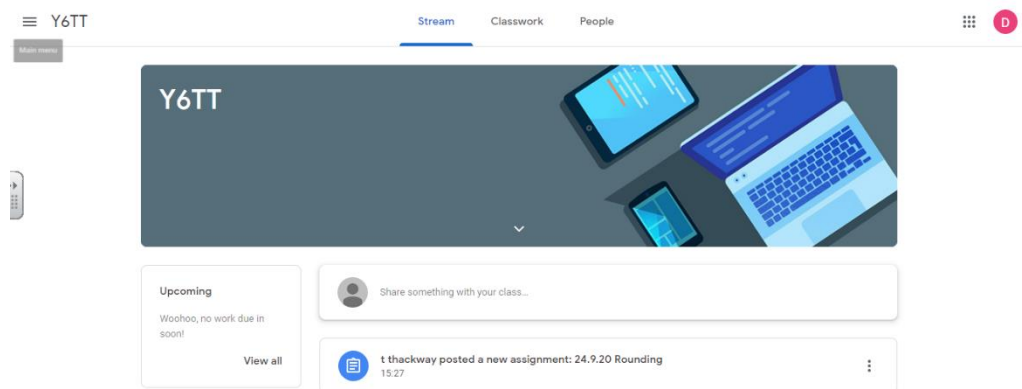 Y6TT
Stream Classwork People
D
Main menu
Y6TT
Upcoming
Woohoo, no work due in
soon!
View all
Share something with your class...
t thackway posted a new assignment: 24.9.20 Rounding
15:27